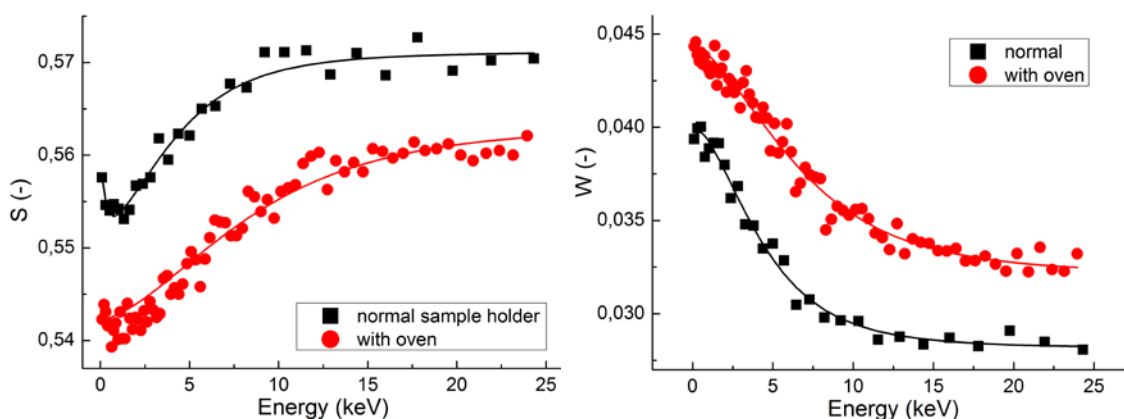 S (-)
0,57
0,56
0,55
0,54
0 5 10 15 20 25
Energy (keV)
normal sample holder
with oven
W (-)
0,045
0,040
0,035
0,030
0 5 10 15 20 25
Energy (keV)
normal
with oven